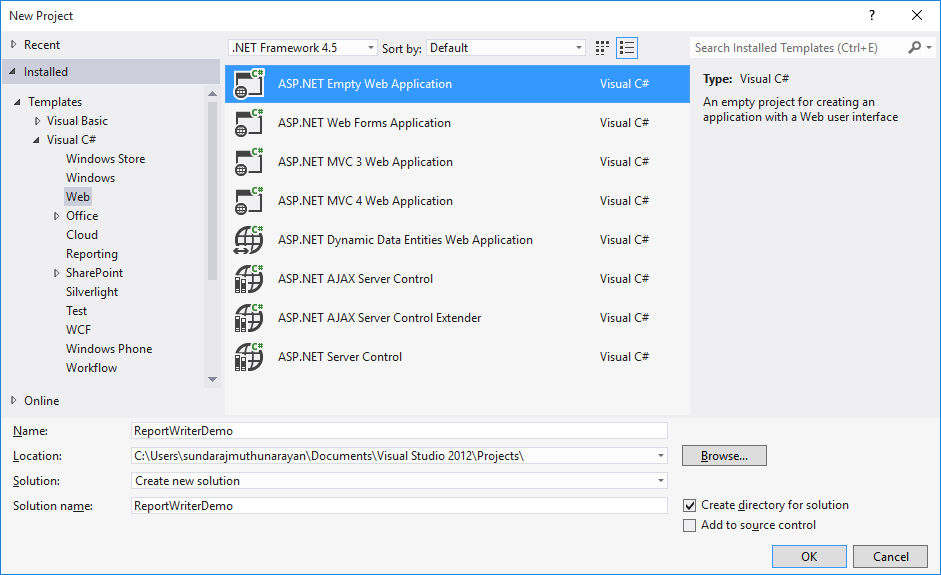 New Project
?
Recent
.NET Framework 4.5
Sort by:
Default
Search Installed Templates (Ctrl+E)
Installed
Templates
Visual Basic
Visual C#
Windows Store
Windows
Web
Office
Cloud
Reporting
SharePoint
Silverlight
Test
WCF
Windows Phone
Workflow
Online
C# ASP.NET Empty Web Application Visual C#
C# ASP.NET Web Forms Application Visual C#
C# ASP.NET MVC 3 Web Application Visual C#
C# ASP.NET MVC 4 Web Application Visual C#
C# ASP.NET Dynamic Data Entities Web Application Visual C#
C# ASP.NET AJAX Server Control Visual C#
C# ASP.NET AJAX Server Control Extender Visual C#
C# ASP.NET Server Control Visual C#
Type: Visual C#
An empty project for creating an
application with a Web user interface
Name: ReportWriterDemo
Location: C:\Users\sundarajmuthunarayan\Documents\Visual Studio 2012\Projects\ Browse...
Solution: Create new solution
Solution name: ReportWriterDemo
Create directory for solution
Add to source control
OK Cancel